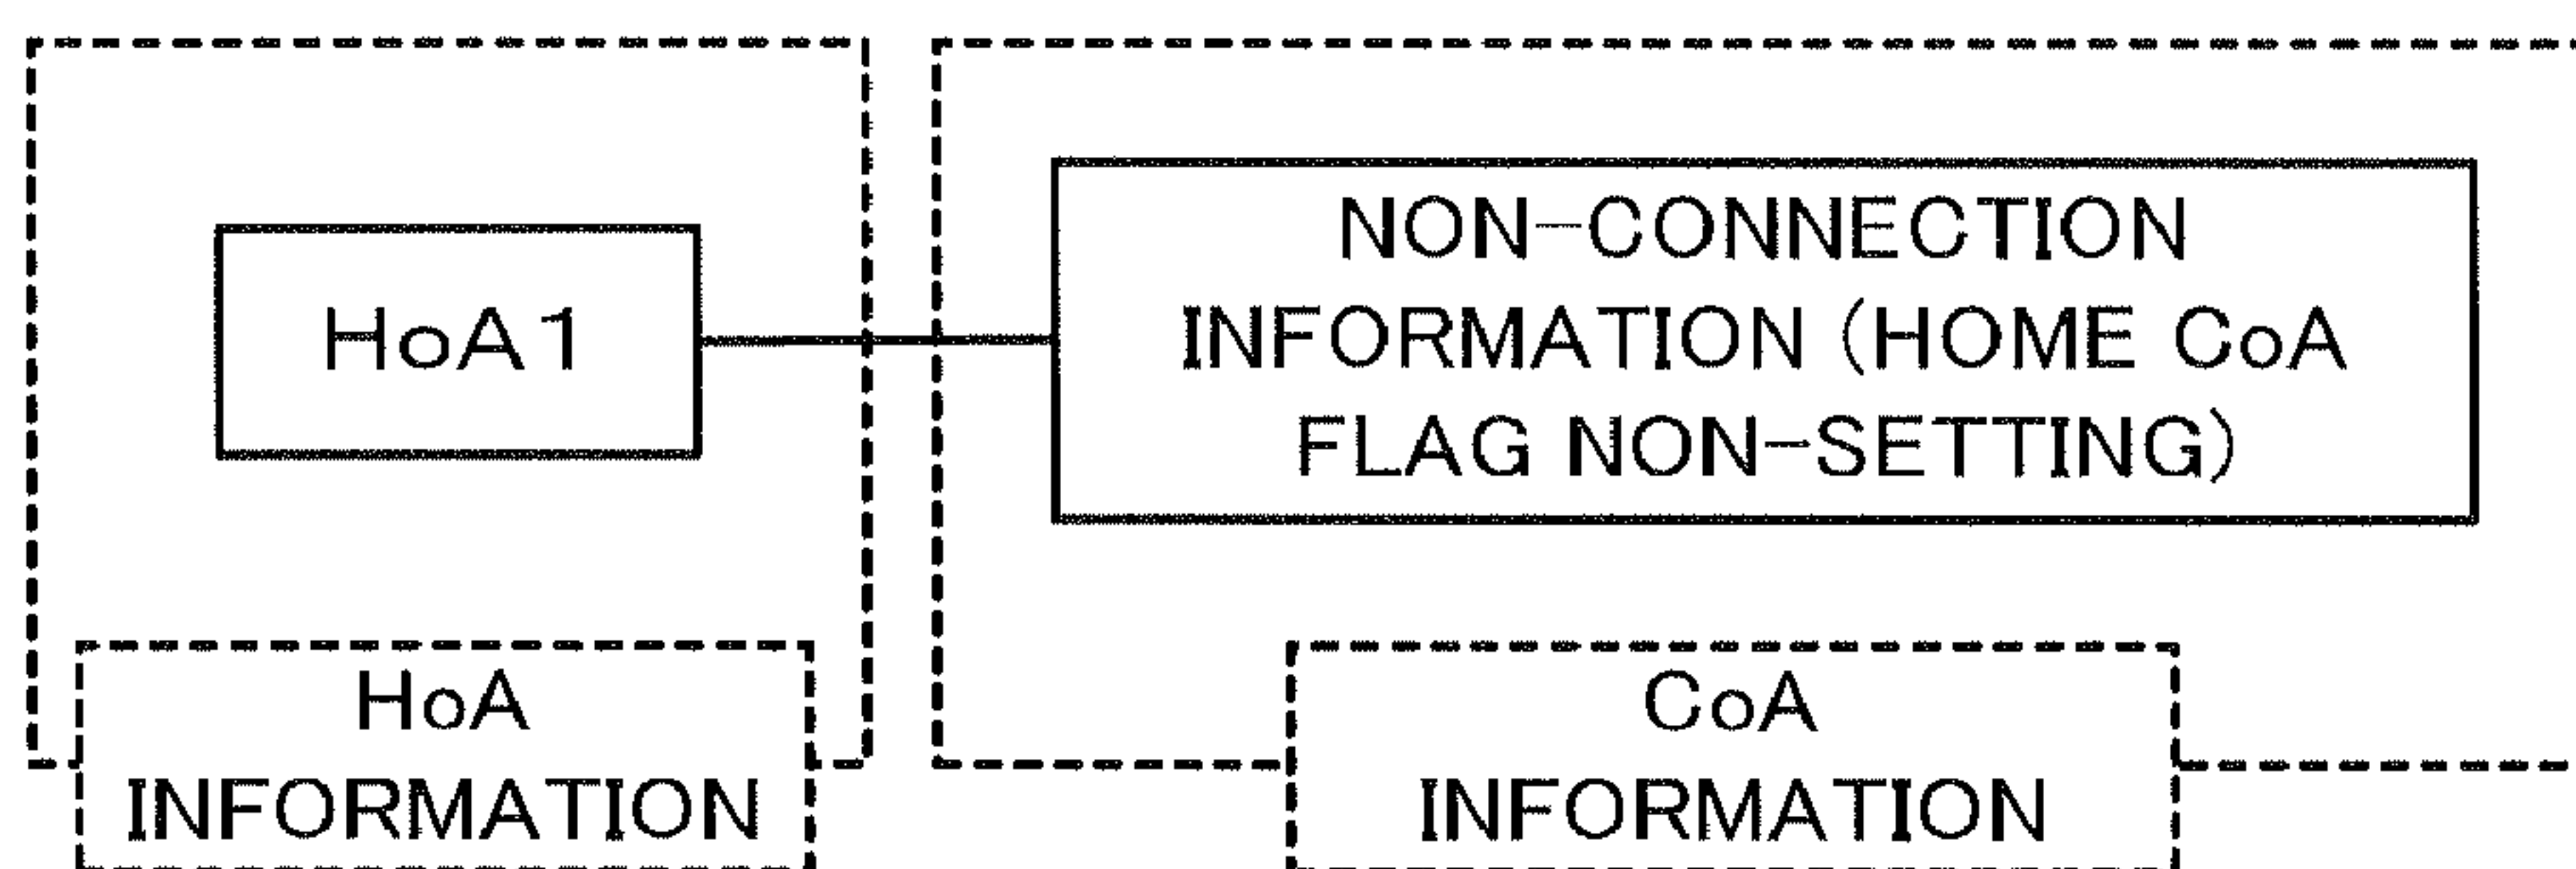 HoA1
NON-CONNECTION
INFORMATION (HOME CoA
FLAG NON-SETTING)
HoA
INFORMATION
CoA
INFORMATION